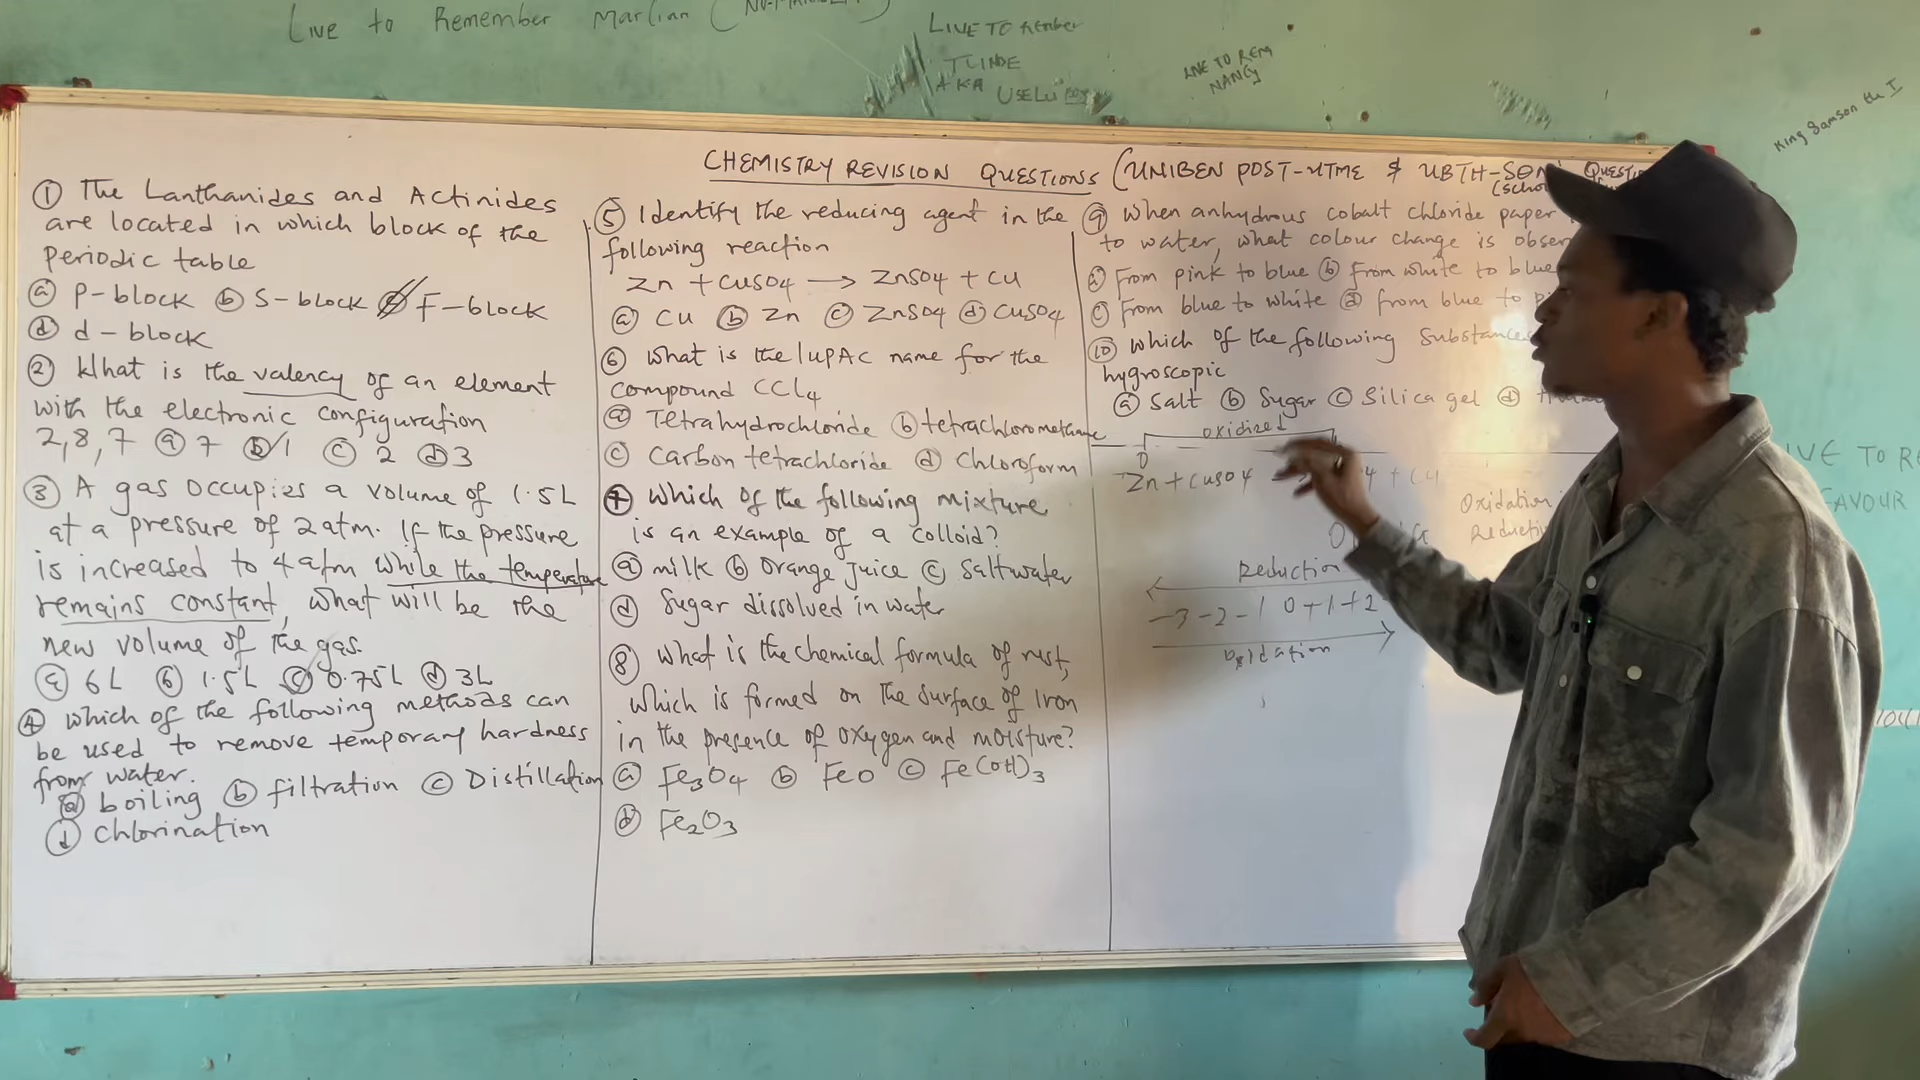 Live to Remember Marlian (
LIVE TO REMember
TUNDE
A.K.A USELU BOY
LIVE TO REM
NANCY
King Samson the I
CHEMISTRY REVISION QUESTIONS (UNIBEN POST-UTME & UBTH-SON
① The Lanthanides and Actinides
are located in which block of the
periodic table
ⓐ P-block ⓑ S-block ⓒ F-block
ⓓ d-block
② What is the valency of an element
with the electronic configuration
2,8,7 ⓐ 7 ⓑ 1 ⓒ 2 ⓓ 3
③ A gas occupies a volume of 1.5L
at a pressure of 2 atm. If the pressure
is increased to 4 atm while the temperature
remains constant, what will be the
new volume of the gas.
ⓐ 6L ⓑ 1.5L ⓒ 0.75L ⓓ 3L
④ which of the following methods can
be used to remove temporary hardness
from water.
ⓐ boiling ⓑ filtration ⓒ Distillation
ⓓ Chlorination
⑤ Identify the reducing agent in the
following reaction
Zn + CuSO4 → ZnSO4 + Cu
ⓐ Cu ⓑ Zn ⓒ ZnSO4 ⓓ CuSO4
⑥ What is the IUPAC name for the
compound CCl4
ⓐ Tetrahydrochloride ⓑ tetrachloromethane
ⓒ Carbon tetrachloride ⓓ Chloroform
⑦ Which of the following mixture
is an example of a colloid?
ⓐ milk ⓑ Orange juice ⓒ Saltwater
ⓓ Sugar dissolved in water
⑧ What is the chemical formula of rust,
which is formed on the surface of Iron
in the presence of oxygen and moisture?
ⓐ Fe3O4 ⓑ FeO ⓒ Fe(OH)3
ⓓ Fe2O3
⑨ When anhydrous cobalt chloride paper
to water, what colour change is
ⓐ From pink to blue ⓑ from white to blue
ⓒ From blue to white ⓓ from blue to
⑩ which of the following Substances
hygroscopic
ⓐ Salt ⓑ Sugar ⓒ Silica gel ⓓ
oxidized
0
Zn + CuSO4
Oxidation
Reduction
-3 -2 -1 0 +1 +2
oxidation
LIVE TO
FAVOUR